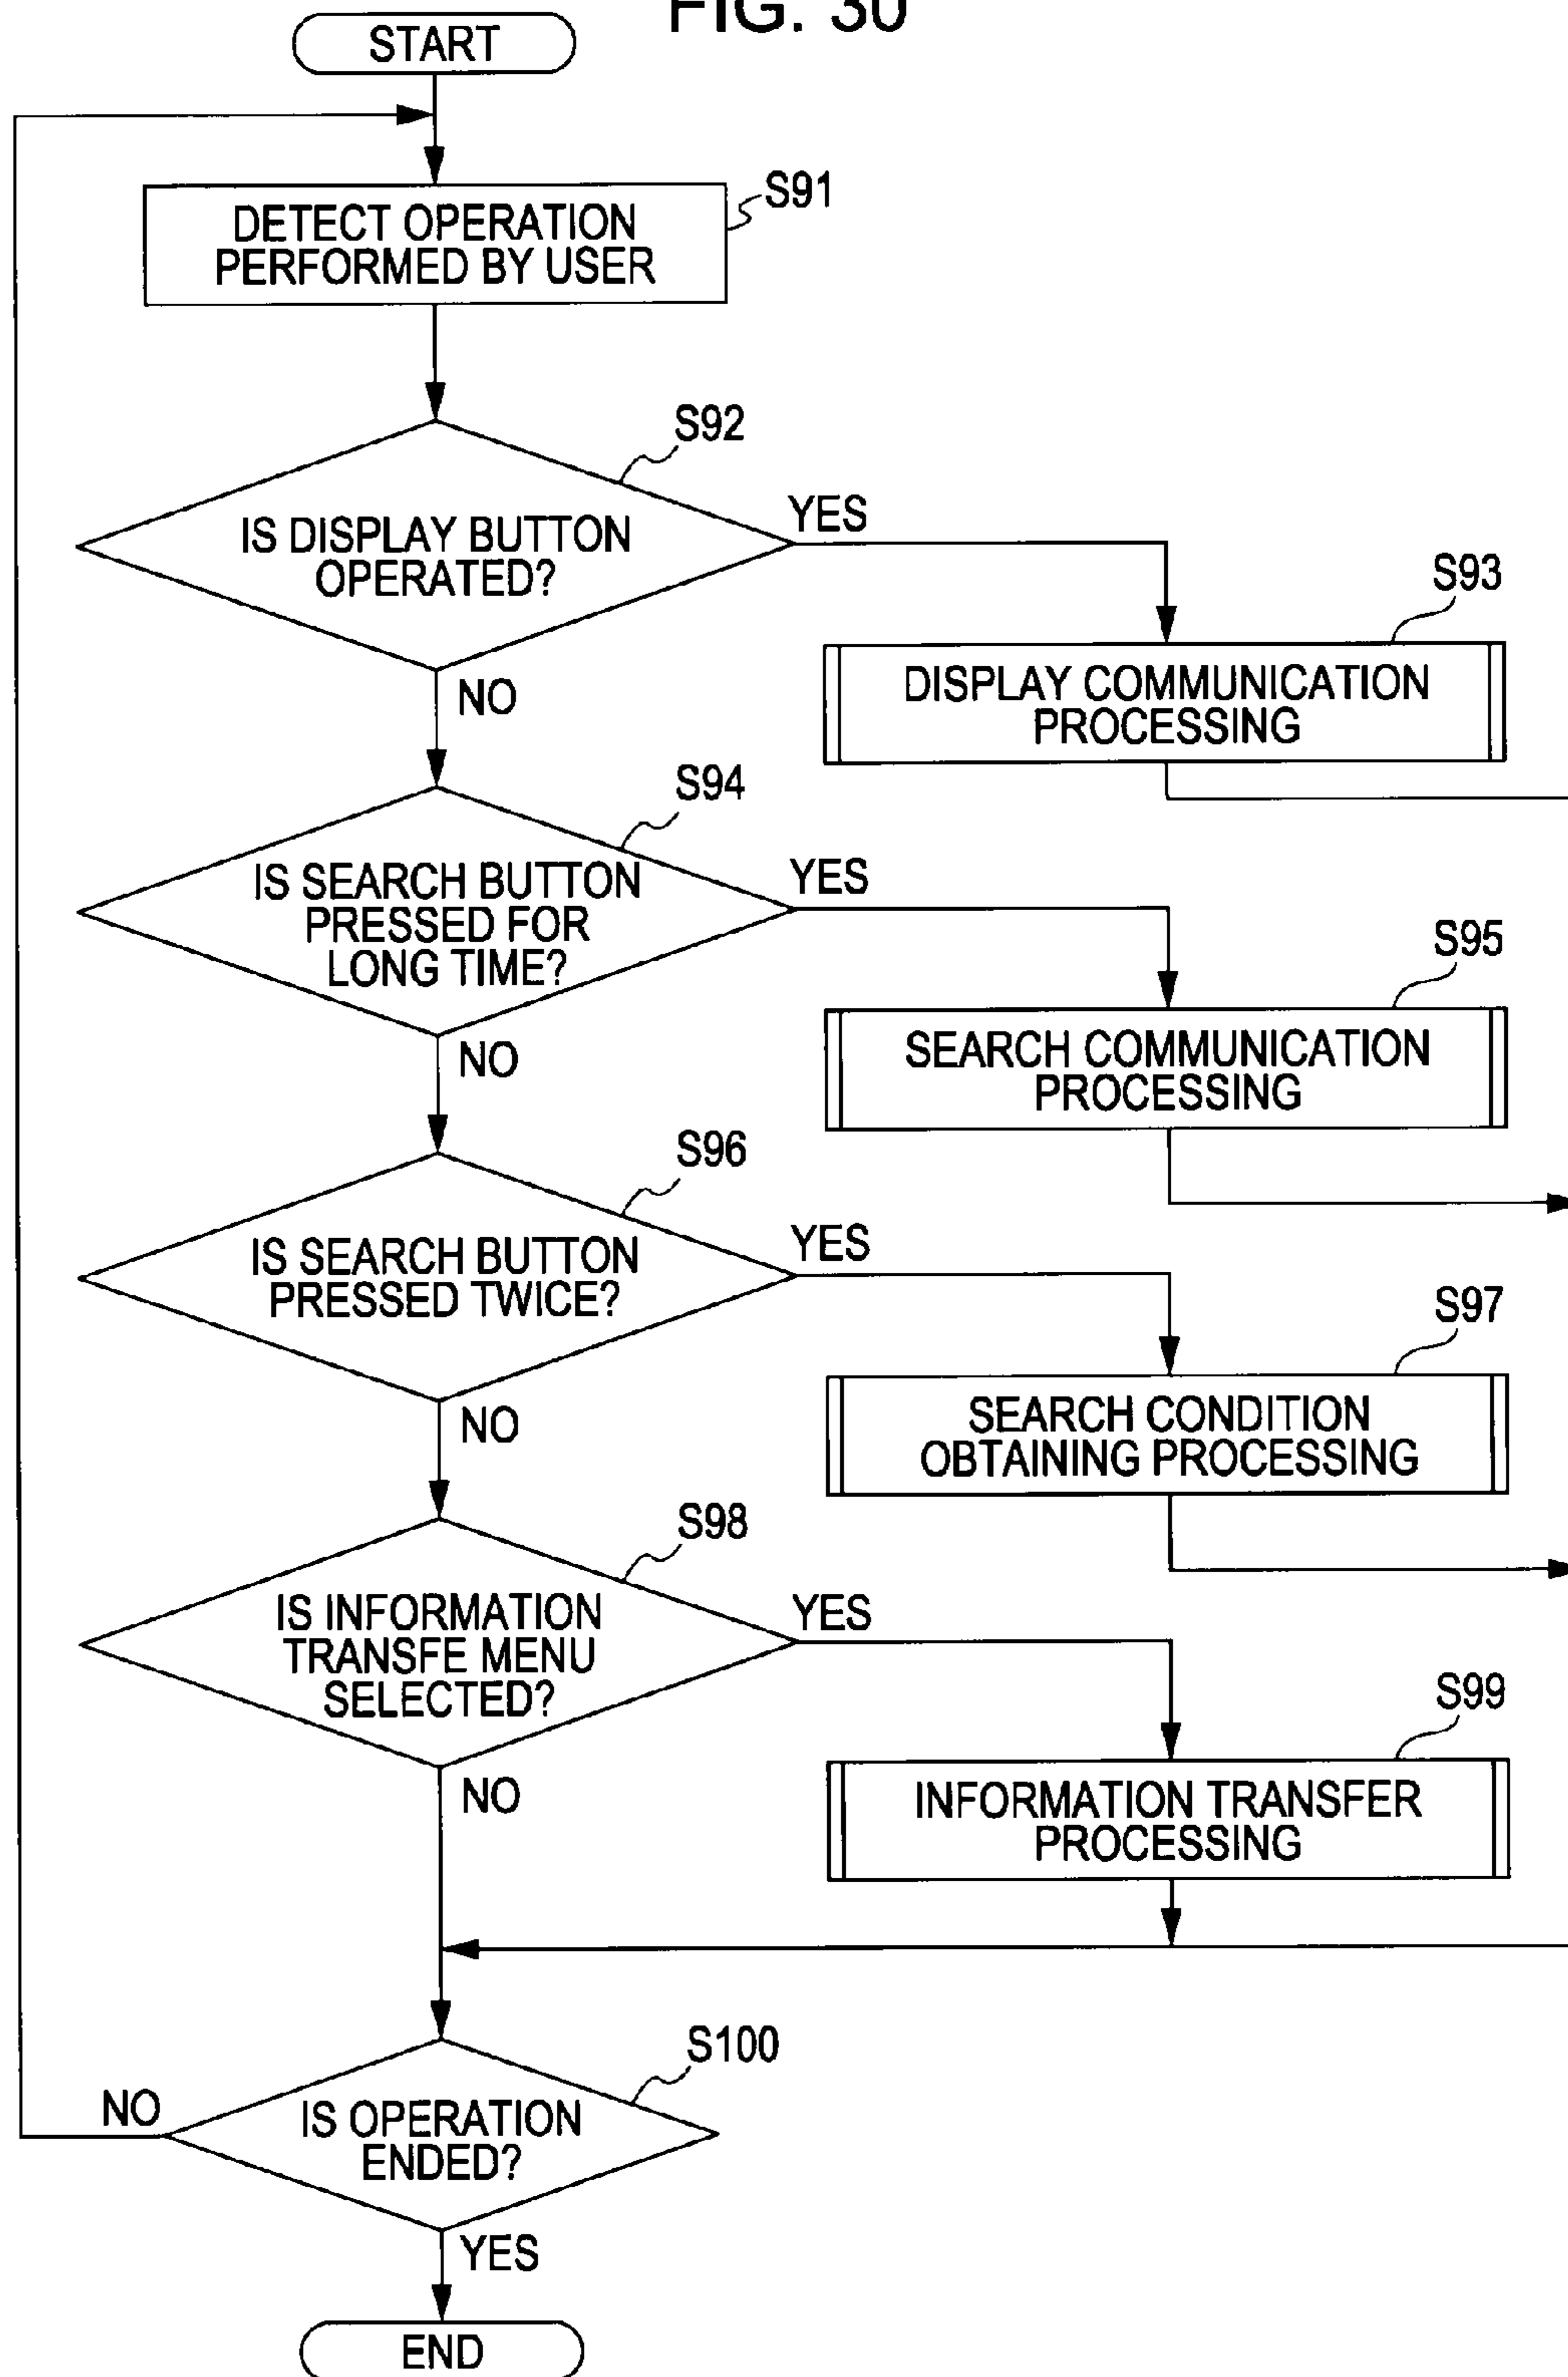 FIG. 30
START
S91
DETECT OPERATION
PERFORMED BY USER
S92
IS DISPLAY BUTTON
OPERATED?
YES
NO
S93
DISPLAY COMMUNICATION
PROCESSING
S94
IS SEARCH BUTTON
PRESSED FOR
LONG TIME?
YES
NO
S95
SEARCH COMMUNICATION
PROCESSING
S96
IS SEARCH BUTTON
PRESSED TWICE?
YES
NO
S97
SEARCH CONDITION
OBTAINING PROCESSING
S98
IS INFORMATION
TRANSFE MENU
SELECTED?
YES
NO
S99
INFORMATION TRANSFER
PROCESSING
S100
IS OPERATION
ENDED?
NO
YES
END